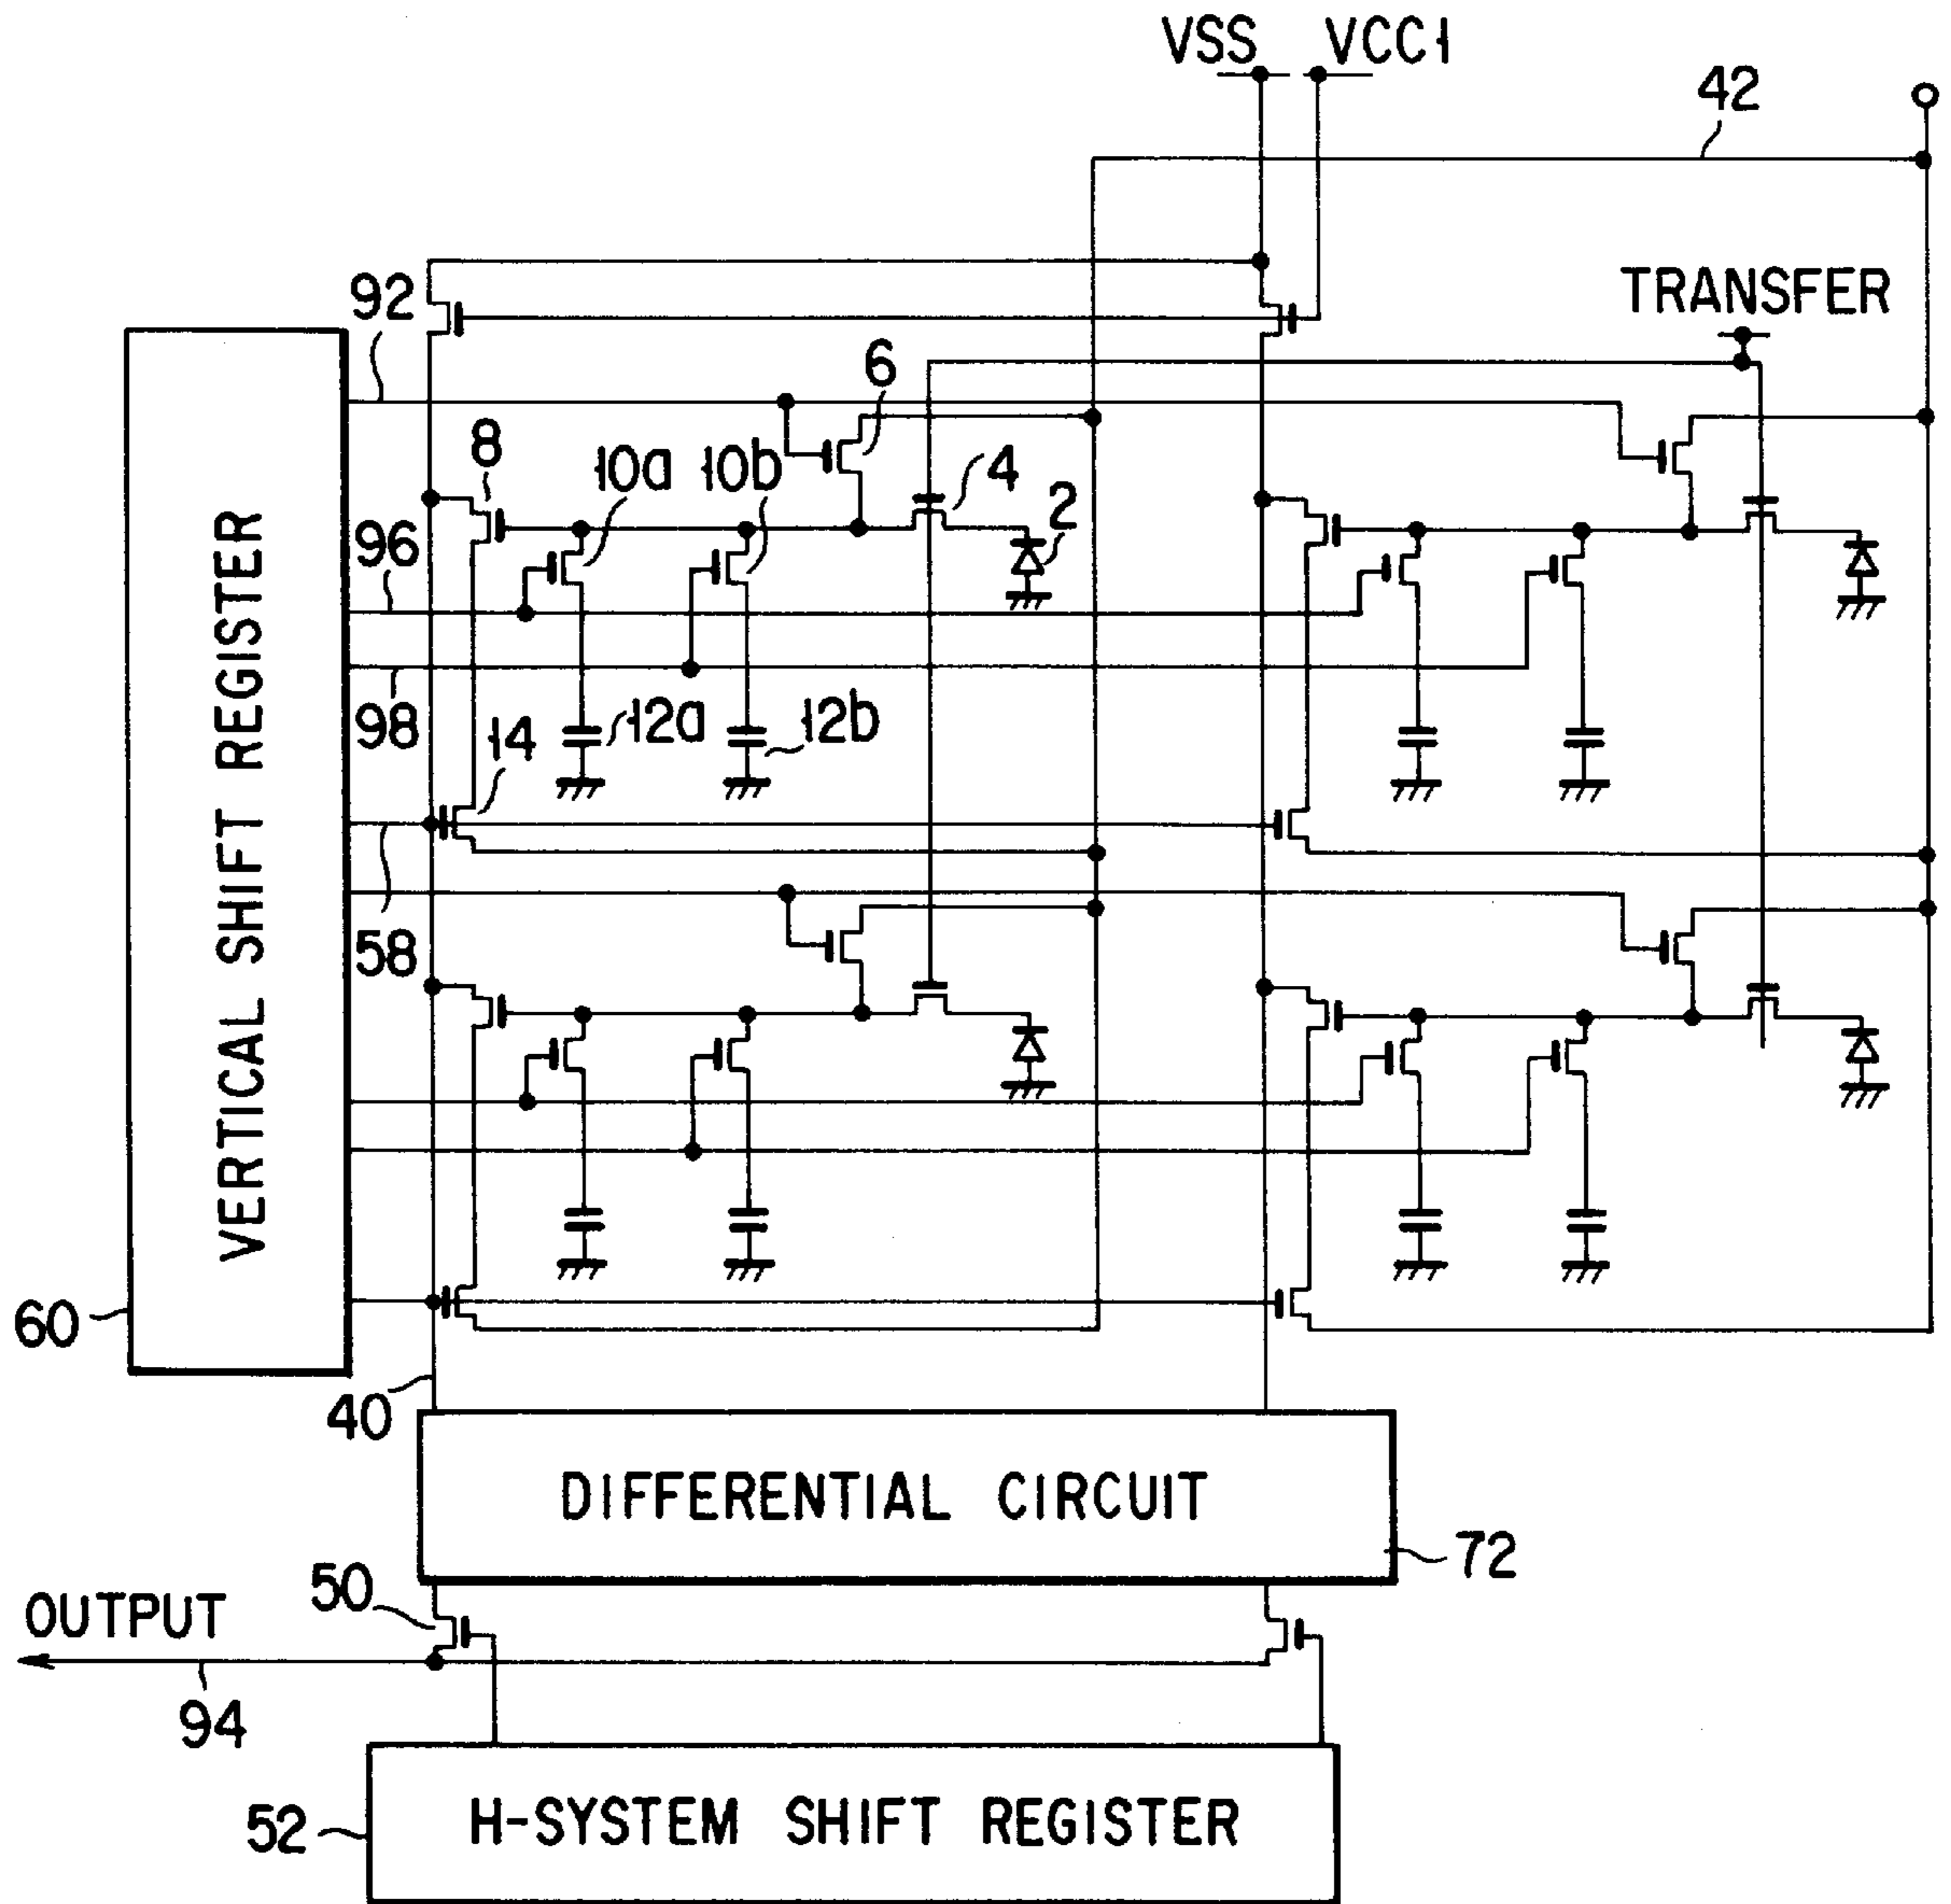 VSS VCC1
42
TRANSFER
92
6
8
10a 10b
4
2
96
98
14
12a
12b
58
VERTICAL SHIFT REGISTER
60
40
DIFFERENTIAL CIRCUIT
72
50
OUTPUT
94
52
H-SYSTEM SHIFT REGISTER